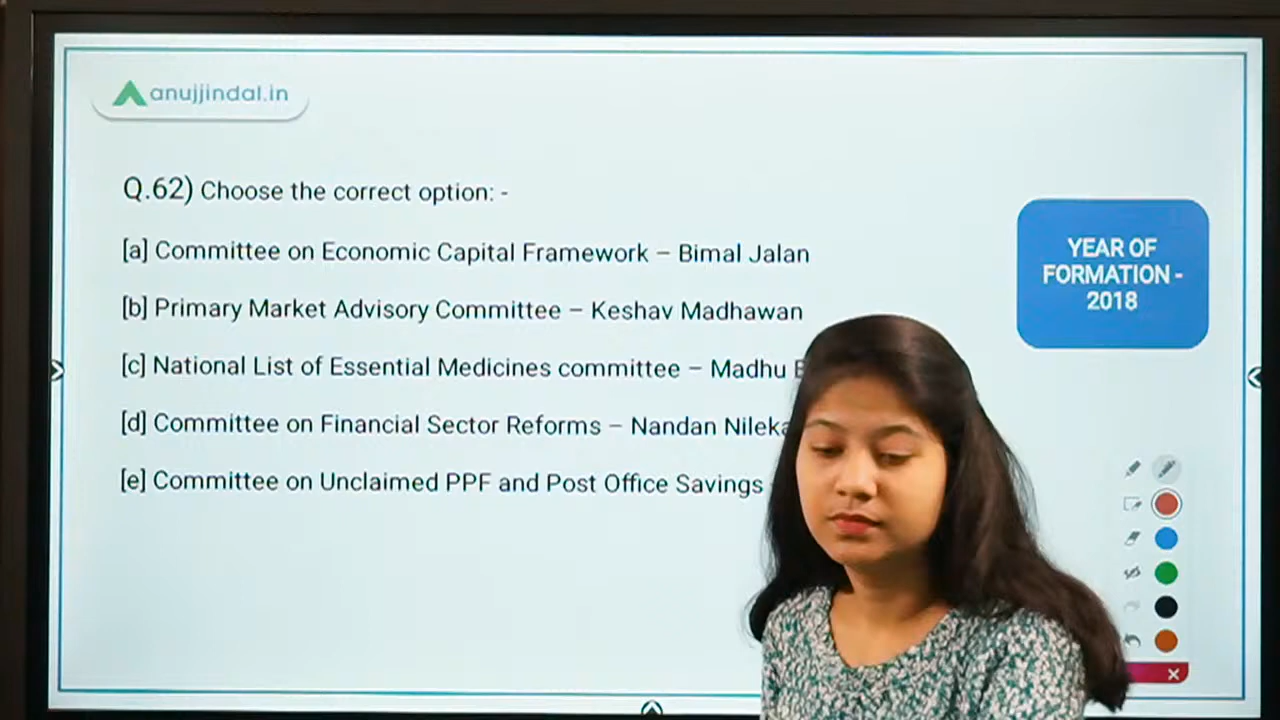 anujjindal.in
Q.62) Choose the correct option: -
[a] Committee on Economic Capital Framework – Bimal Jalan
[b] Primary Market Advisory Committee – Keshav Madhawan
[c] National List of Essential Medicines committee – Madhu
[d] Committee on Financial Sector Reforms – Nandan
[e] Committee on Unclaimed PPF and Post Office Savings
YEAR OF
FORMATION -
2018